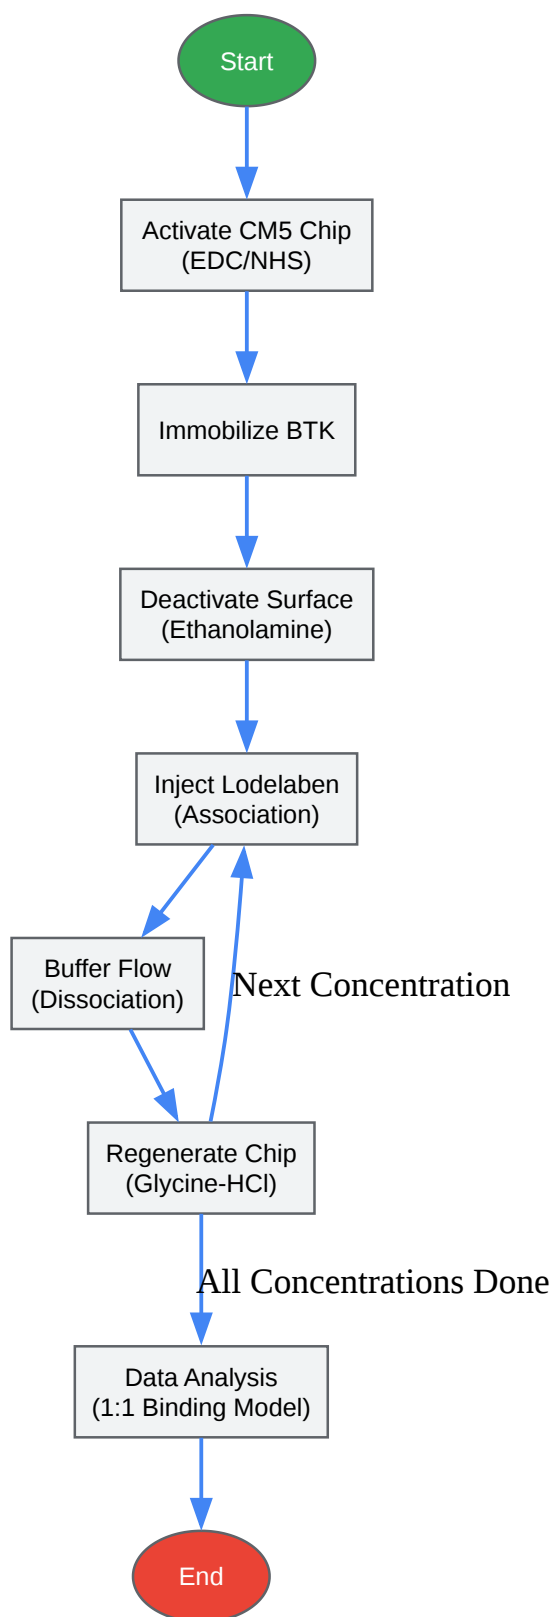 Start
Activate CM5 Chip
(EDC/NHS)
Immobilize BTK
Deactivate Surface
(Ethanolamine)
Inject Lodelaben
(Association)
Buffer Flow
(Dissociation)
Next Concentration
Regenerate Chip
(Glycine-HCl)
All Concentrations Done
Data Analysis
(1:1 Binding Model)
End